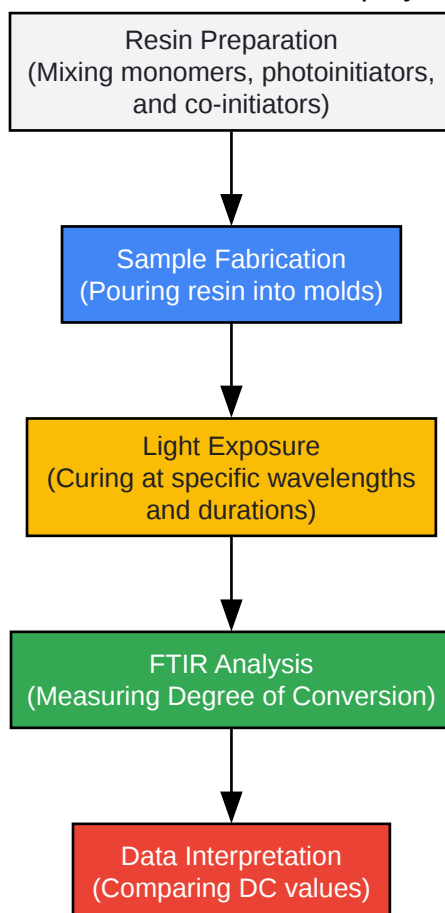 Resin Preparation
(Mixing monomers, photoinitiators,
and co-initiators)
Sample Fabrication
(Pouring resin into molds)
Light Exposure
(Curing at specific wavelengths
and durations)
FTIR Analysis
(Measuring Degree of Conversion)
Data Interpretation
(Comparing DC values)